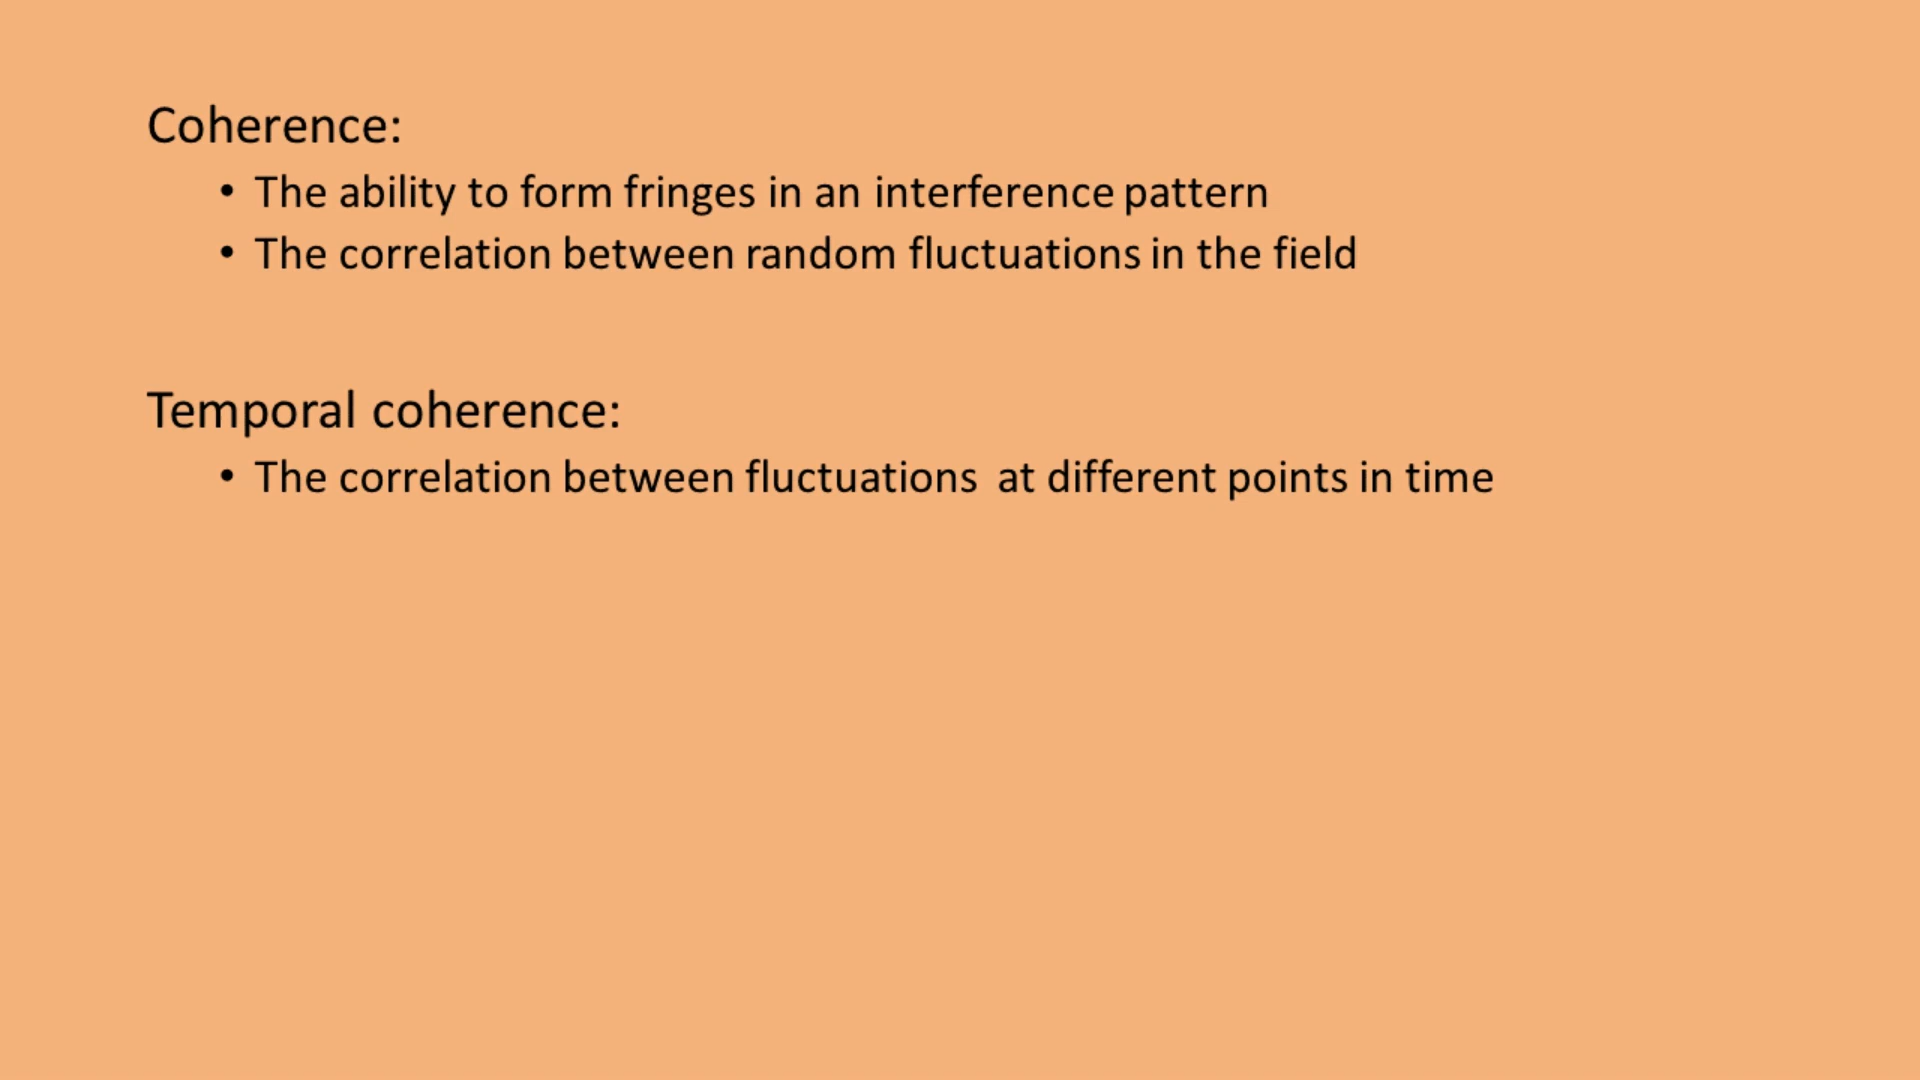 Coherence:
• The ability to form fringes in an interference pattern
• The correlation between random fluctuations in the field
Temporal coherence:
• The correlation between fluctuations at different points in time